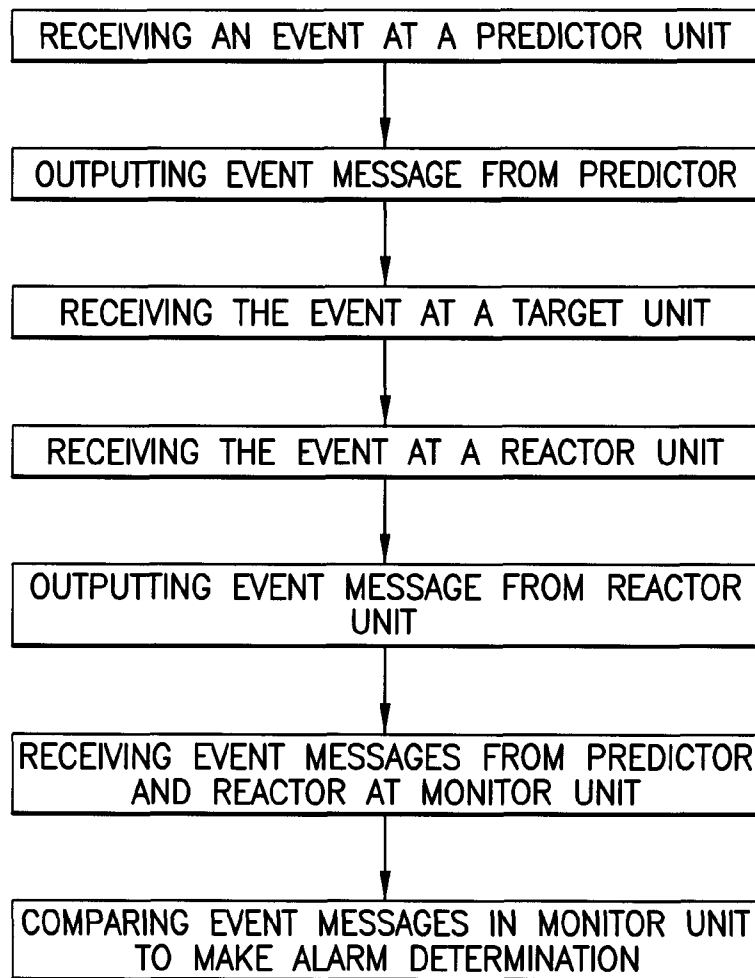 RECEIVING AN EVENT AT A PREDICTOR UNIT
OUTPUTTING EVENT MESSAGE FROM PREDICTOR
RECEIVING THE EVENT AT A TARGET UNIT
RECEIVING THE EVENT AT A REACTOR UNIT
OUTPUTTING EVENT MESSAGE FROM REACTOR
UNIT
RECEIVING EVENT MESSAGES FROM PREDICTOR
AND REACTOR AT MONITOR UNIT
COMPARING EVENT MESSAGES IN MONITOR UNIT
TO MAKE ALARM DETERMINATION